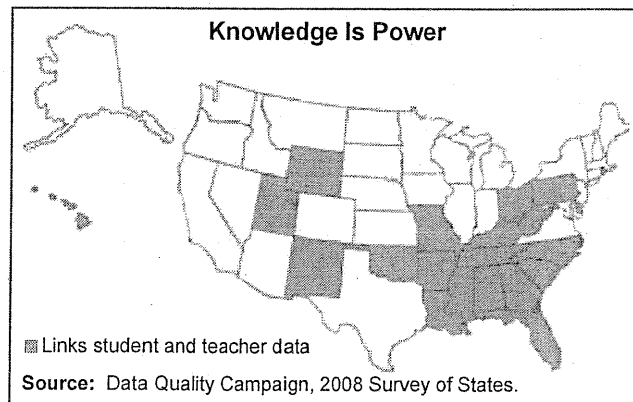 Knowledge Is Power
Links student and teacher data
Source: Data Quality Campaign, 2008 Survey of States.